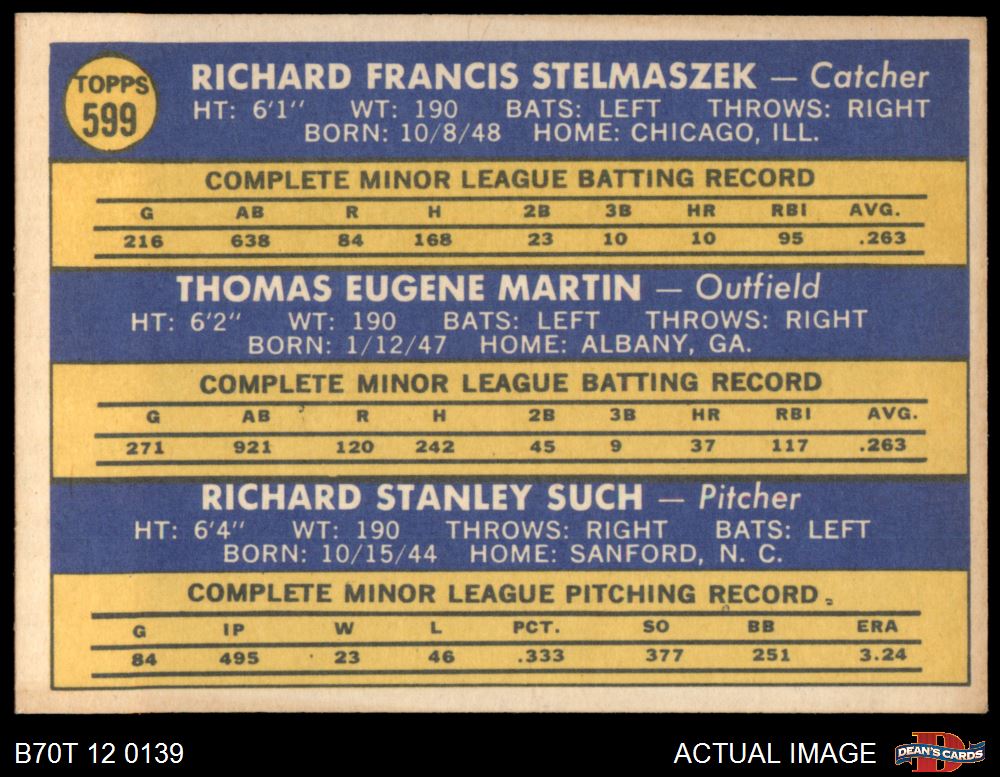 TOPPS
599
RICHARD FRANCIS STELMASZEK — Catcher
HT: 6'1" WT: 190 BATS: LEFT THROWS: RIGHT
BORN: 10/8/48 HOME: CHICAGO, ILL.
COMPLETE MINOR LEAGUE BATTING RECORD
G AB R H 2B 3B HR RBI AVG.
216 638 84 168 23 10 10 95 .263
THOMAS EUGENE MARTIN — Outfield
HT: 6'2" WT: 190 BATS: LEFT THROWS: RIGHT
BORN: 1/12/47 HOME: ALBANY, GA.
COMPLETE MINOR LEAGUE BATTING RECORD
G AB R H 2B 3B HR RBI AVG.
271 921 120 242 45 9 37 117 .263
RICHARD STANLEY SUCH — Pitcher
HT: 6'4" WT: 190 THROWS: RIGHT BATS: LEFT
BORN: 10/15/44 HOME: SANFORD, N. C.
COMPLETE MINOR LEAGUE PITCHING RECORD
G IP W L PCT. SO BB ERA
84 495 23 46 .333 377 251 3.24
B70T 12 0139 ACTUAL IMAGE DEAN'S CARDS